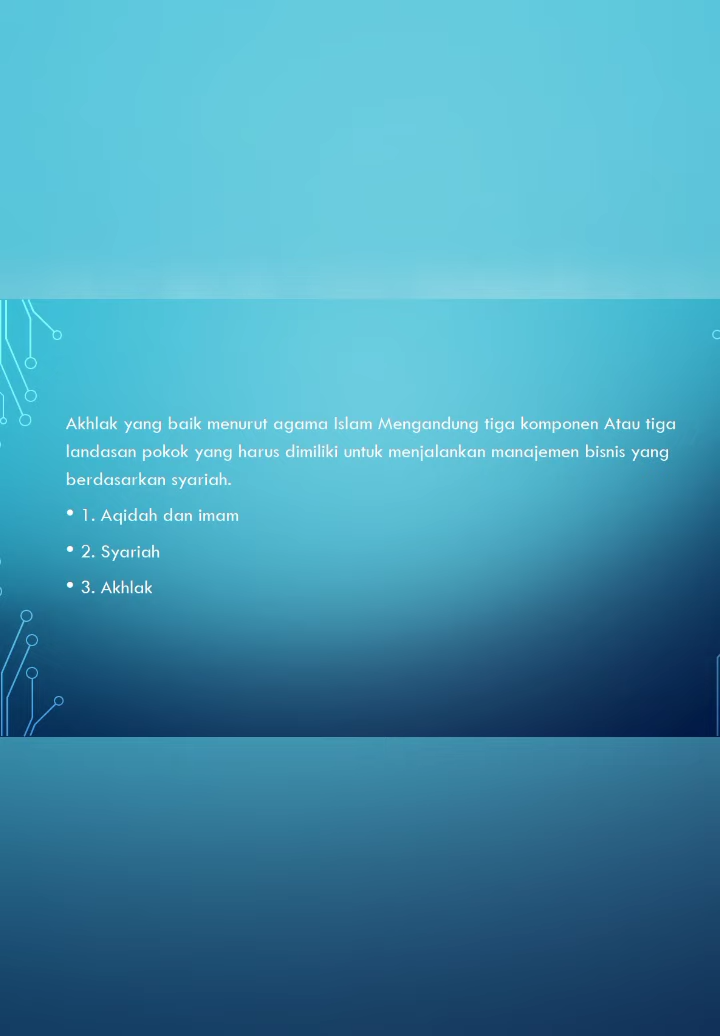 Akhlak yang baik menurut agama Islam Mengandung tiga komponen Atau tiga
landasan pokok yang harus dimiliki untuk menjalankan manajemen bisnis yang
berdasarkan syariah.
• 1. Aqidah dan imam
• 2. Syariah
• 3. Akhlak